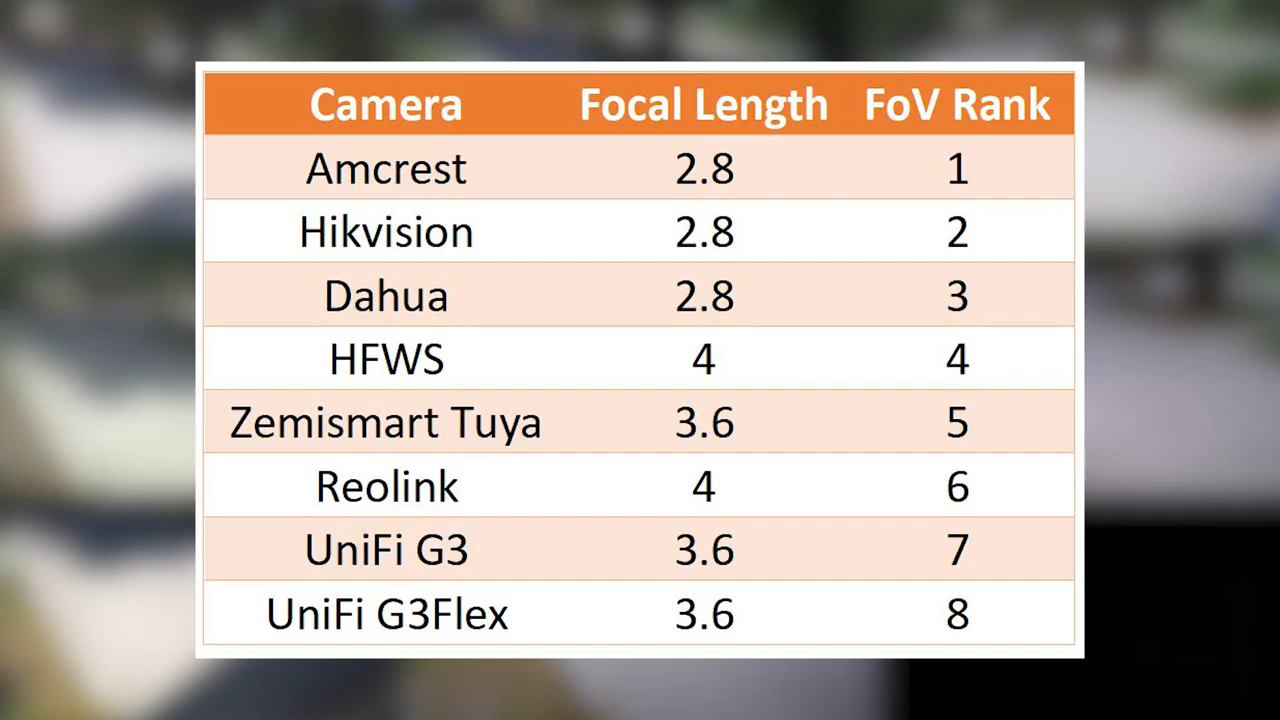 Camera Focal Length FoV Rank
Amcrest 2.8 1
Hikvision 2.8 2
Dahua 2.8 3
HFWS 4 4
Zemismart Tuya 3.6 5
Reolink 4 6
UniFi G3 3.6 7
UniFi G3Flex 3.6 8